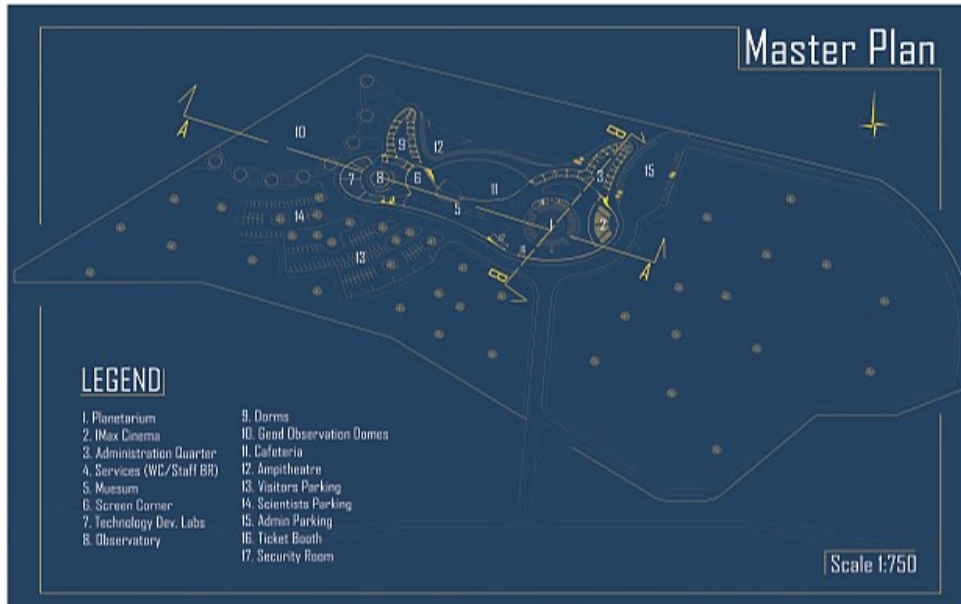 Master Plan
A
B
10
9
12
7
8
6
3
15
11
5
14
1
2
13
A
B
LEGEND
1. Planetarium
2. IMax Cinema
3. Administration Quarter
4. Services (WC/Staff BR)
5. Muesum
6. Screen Corner
7. Technology Dev. Labs
8. Observatory
9. Dorms
10. Geod Observation Domes
11. Cafeteria
12. Ampitheatre
13. Visitors Parking
14. Scientists Parking
15. Admin Parking
16. Ticket Booth
17. Security Room
Scale 1:750